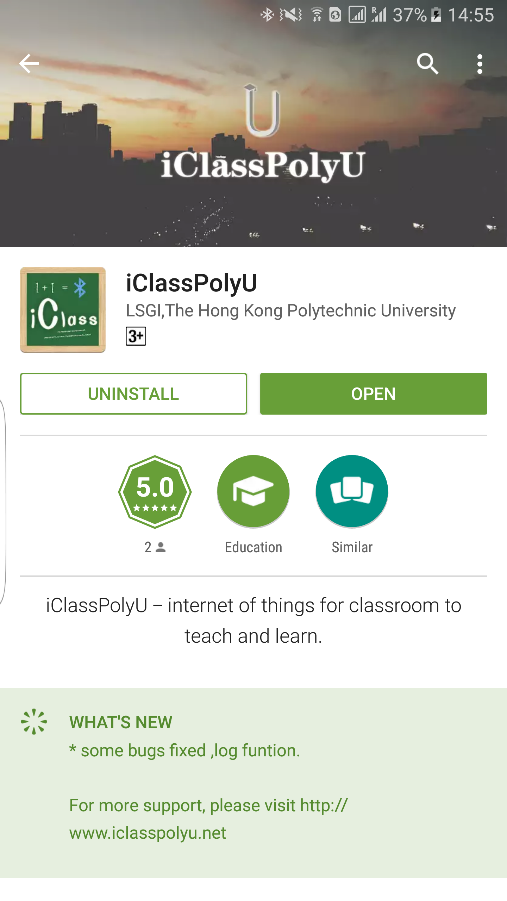 37% 14:55
U
iClassPolyU
1+1 =
iClass
iClassPolyU
LSGI,The Hong Kong Polytechnic University
3+
UNINSTALL
OPEN
5.0
2
Education
Similar
iClassPolyU – internet of things for classroom to
teach and learn.
WHAT'S NEW
* some bugs fixed ,log funtion.
For more support, please visit http://
www.iclasspolyu.net